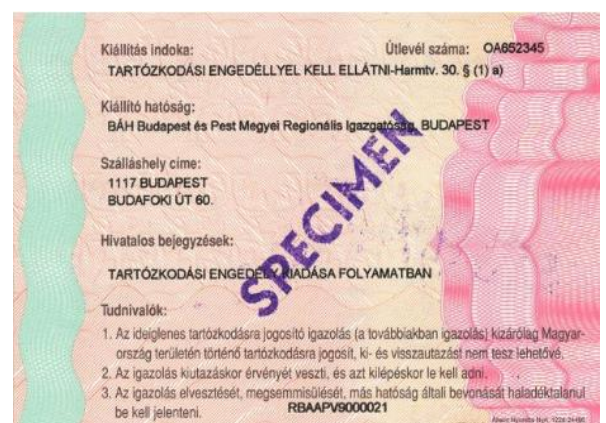 Kiállítás indoka: Útlevél száma: OA652345
TARTÓZKODÁSI ENGEDÉLLYEL KELL ELLÁTNI-Harmtv. 30. § (1) a)
Kiállító hatóság:
BÁH Budapest és Pest Megyei Regionális Igazgatóság, BUDAPEST
Szálláshely címe:
1117 BUDAPEST
BUDAFOKI ÚT 60.
SPECIMEN
Hivatalos bejegyzések:
TARTÓZKODÁSI ENGEDÉLY KIADÁSA FOLYAMATBAN
Tudnivalók:
1. Az ideiglenes tartózkodásra jogosító igazolás (a továbbiakban igazolás) kizárólag Magyar-
ország területén történő tartózkodásra jogosít, ki- és visszautazást nem tesz lehetővé.
2. Az igazolás kiutazáskor érvényét veszti, és azt kilépéskor le kell adni.
3. Az igazolás elvesztését, megsemmisülését, más hatóság általi bevonását haladéktalanul
be kell jelenteni. RBAAPV9000021